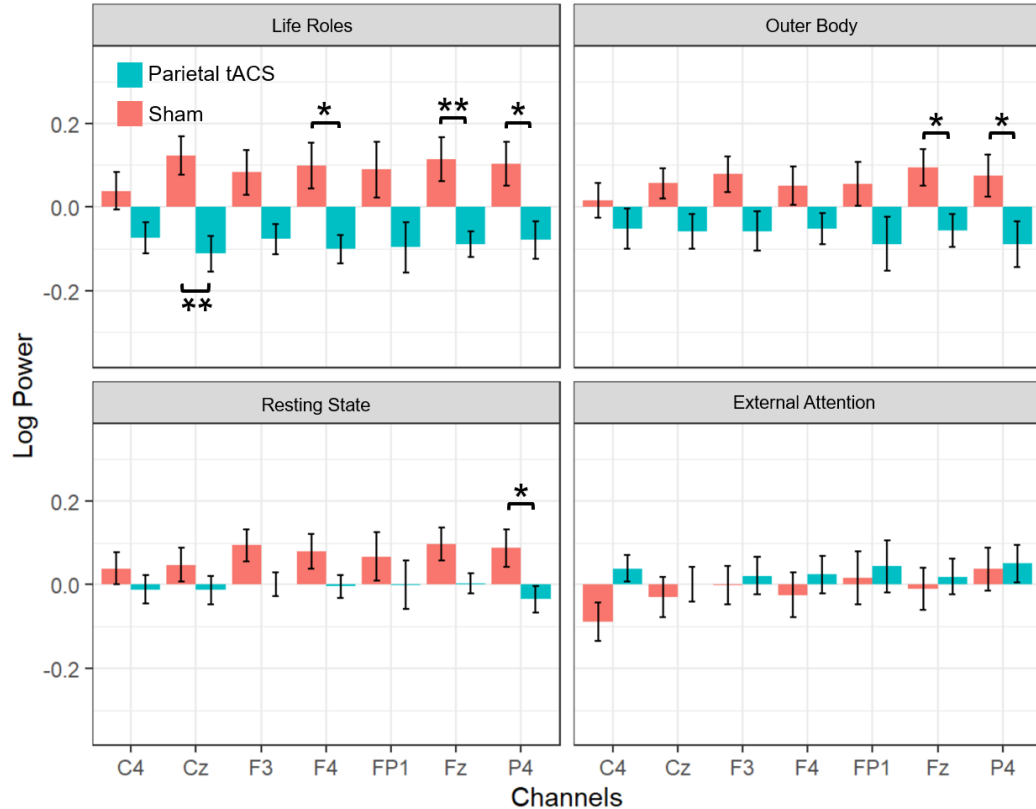 Life Roles
Outer Body
Parietal tACS
Sham
*
**
*
*
*
0.2
0.0
-0.2
**
Log Power
Resting State
External Attention
*
0.2
0.0
-0.2
C4 Cz F3 F4 FP1 Fz P4
C4 Cz F3 F4 FP1 Fz P4
Channels